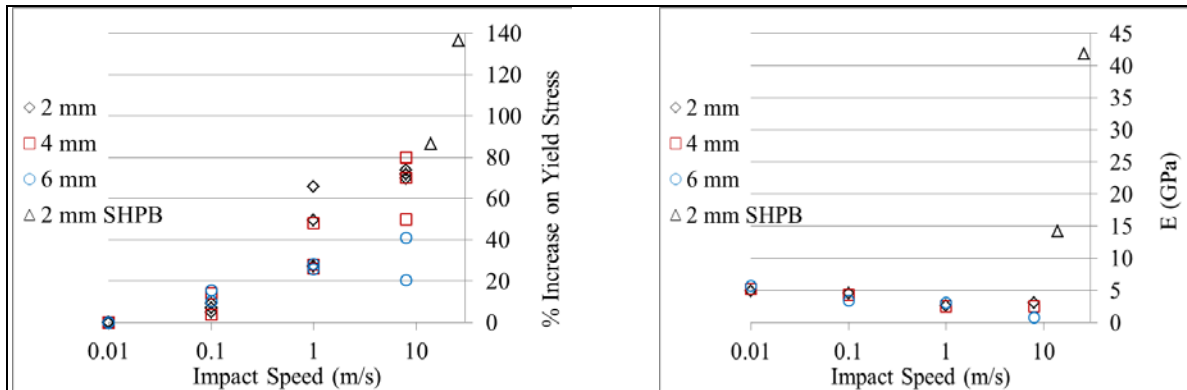 140
120
100
80
60
40
20
0
% Increase on Yield Stress
2 mm
4 mm
6 mm
2 mm SHPB
0.01 0.1 1 10
Impact Speed (m/s)
45
40
35
30
25
20
15
10
5
0
E (GPa)
2 mm
4 mm
6 mm
2 mm SHPB
0.01 0.1 1 10
Impact Speed (m/s)